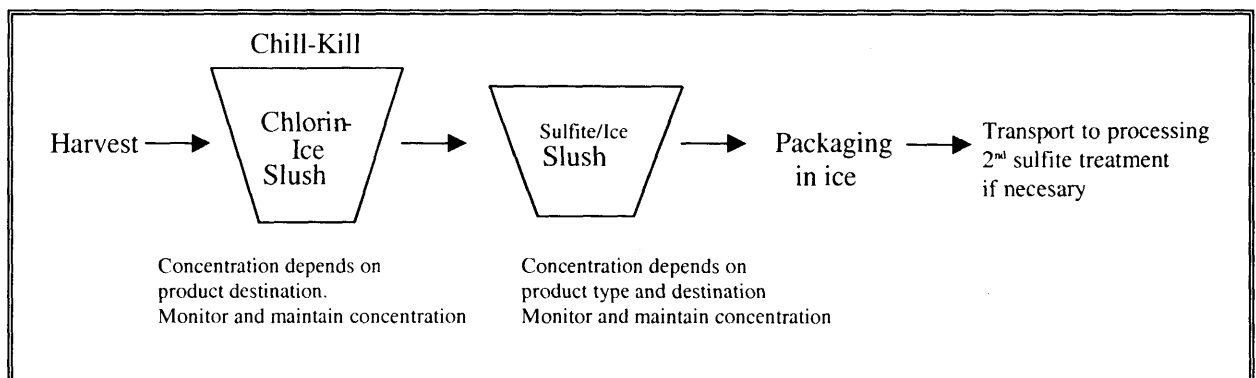 Chill-Kill
Harvest
Chlorin-
Ice
Slush
Sulfite/Ice
Slush
Packaging
in ice
Transport to processing
2nd sulfite treatment
if necesary
Concentration depends on
product destination.
Monitor and maintain concentration
Concentration depends on
product type and destination
Monitor and maintain concentration